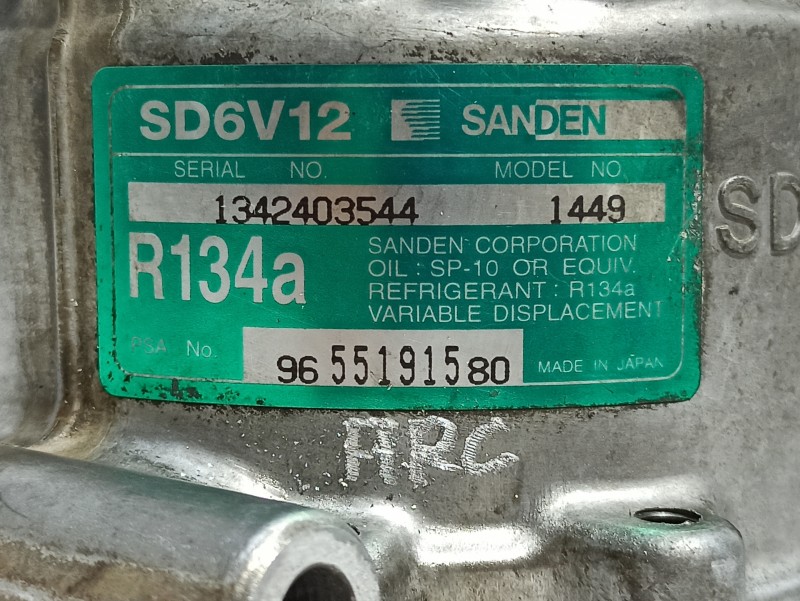 SD6V12 SANDEN
SERIAL NO. MODEL NO.
1342403544 1449
R134a
SANDEN CORPORATION
OIL : SP-10 OR EQUIV.
REFRIGERANT : R134a
VARIABLE DISPLACEMENT
PSA No. 96 551915 80
MADE IN JAPAN
ARC
SD